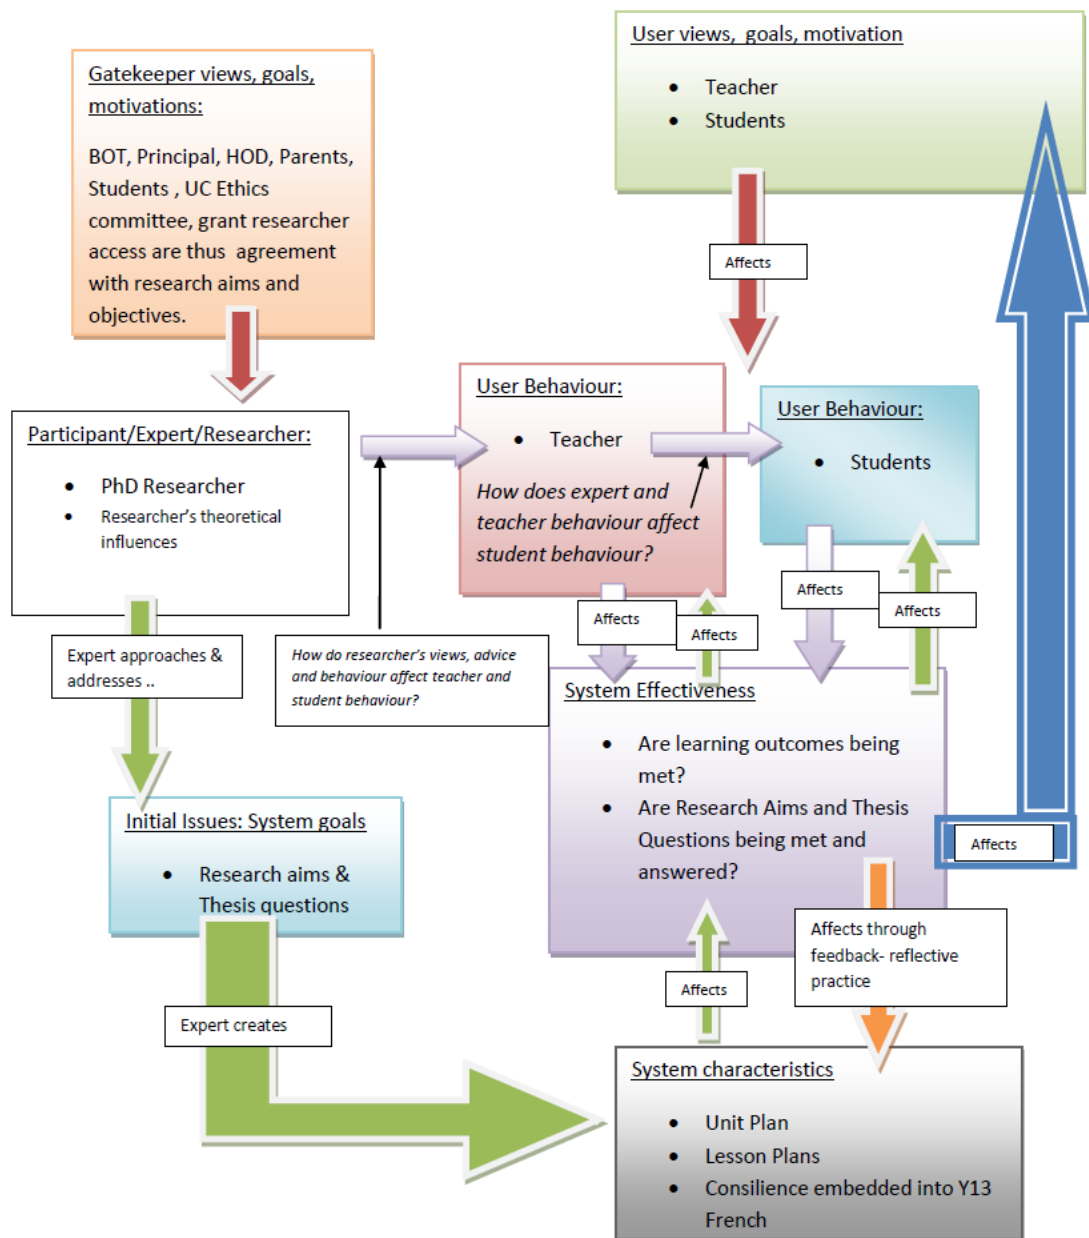 Gatekeeper views, goals,
motivations:
BOT, Principal, HOD, Parents,
Students , UC Ethics
committee, grant researcher
access are thus  agreement
with research aims and
objectives.
User views,  goals, motivation
• Teacher
• Students
Affects
Participant/Expert/Researcher:
• PhD Researcher
• Researcher's theoretical
influences
User Behaviour:
• Teacher
How does expert and
teacher behaviour affect
student behaviour?
User Behaviour:
• Students
Affects
Affects
Affects
Affects
Expert approaches &
addresses ..
How do researcher's views, advice
and behaviour affect teacher and
student behaviour?
System Effectiveness
• Are learning outcomes being
met?
• Are Research Aims and Thesis
Questions being met and
answered?
Affects
Initial Issues: System goals
• Research aims &
Thesis questions
Affects through
feedback- reflective
practice
Affects
Expert creates
System characteristics
• Unit Plan
• Lesson Plans
• Consilience embedded into Y13
French